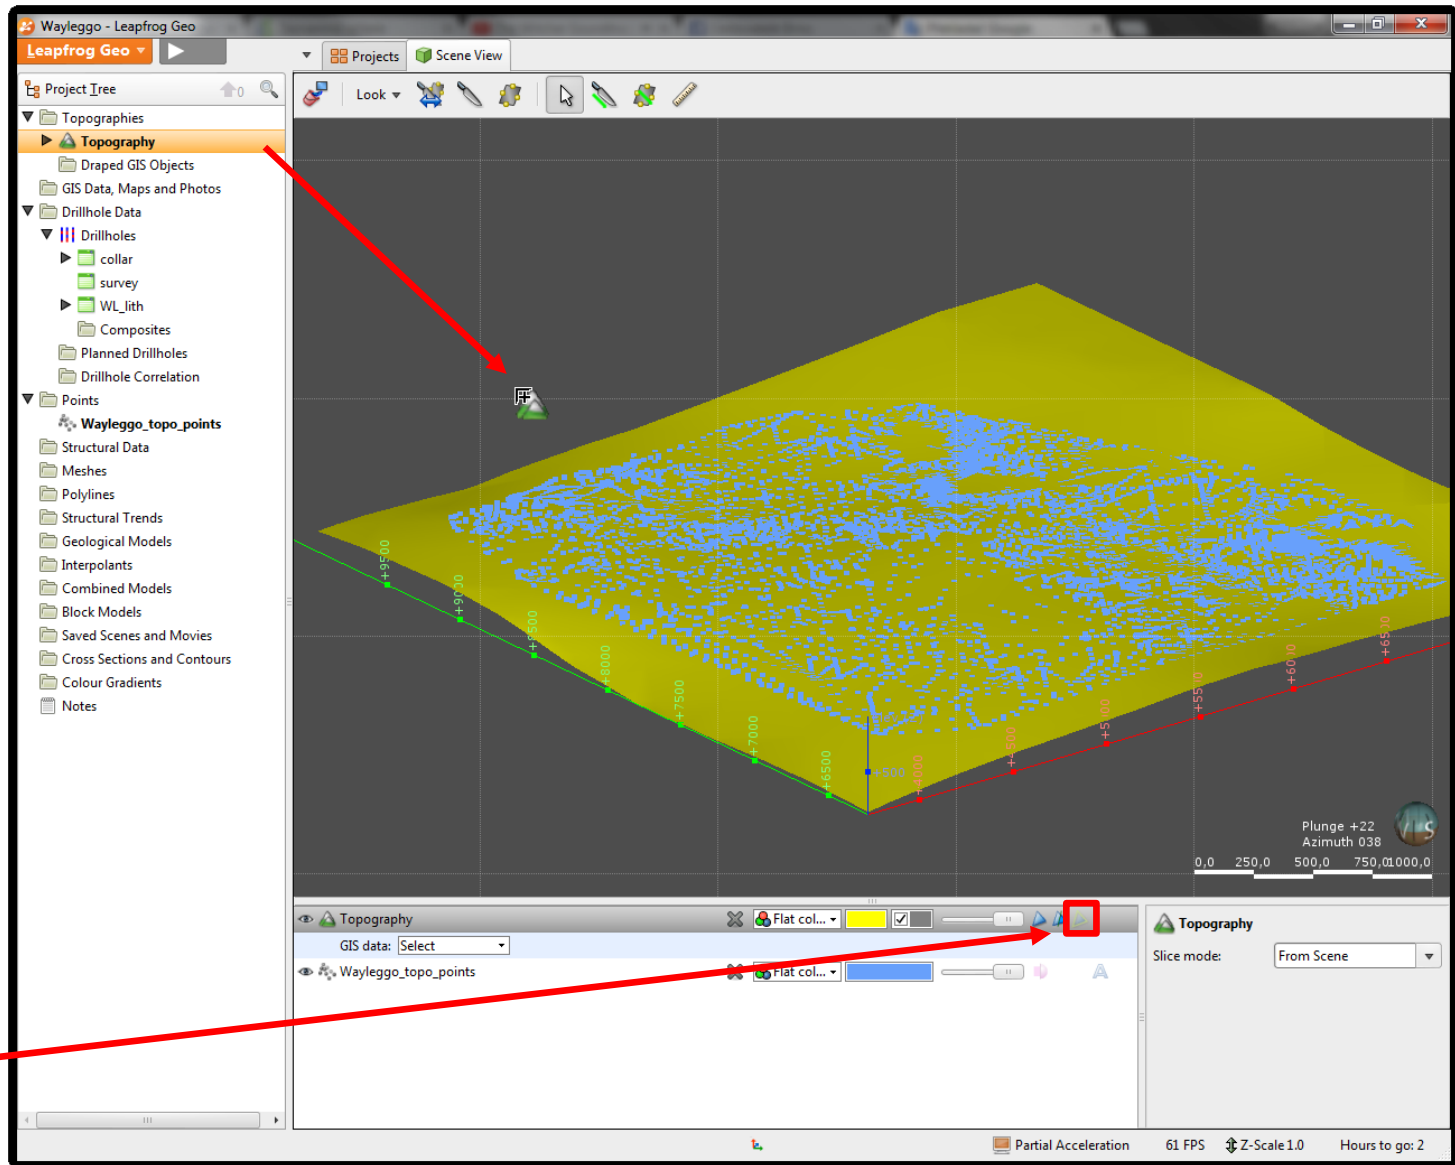 Wayleggo - Leapfrog Geo
Leapfrog Geo
Projects
Scene View
Project Tree
0
Look
Topographies
Topography
Draped GIS Objects
GIS Data, Maps and Photos
Drillhole Data
Drillholes
collar
survey
WL_lith
Composites
Planned Drillholes
Drillhole Correlation
Points
Wayleggo_topo_points
Structural Data
Meshes
Polylines
Structural Trends
Geological Models
Interpolants
Combined Models
Block Models
Saved Scenes and Movies
Cross Sections and Contours
Colour Gradients
Notes
+9500
+9000
+8500
+8000
+7500
+7000
+6500
+500
+4000
+4500
+5000
+5500
+6000
+6500
Plunge +22
Azimuth 038
0,0 250,0 500,0 750,0 1000,0
Topography
Flat col...
GIS data: Select
Wayleggo_topo_points
Flat col...
Topography
Slice mode: From Scene
Partial Acceleration
61 FPS
Z-Scale 1.0
Hours to go: 2